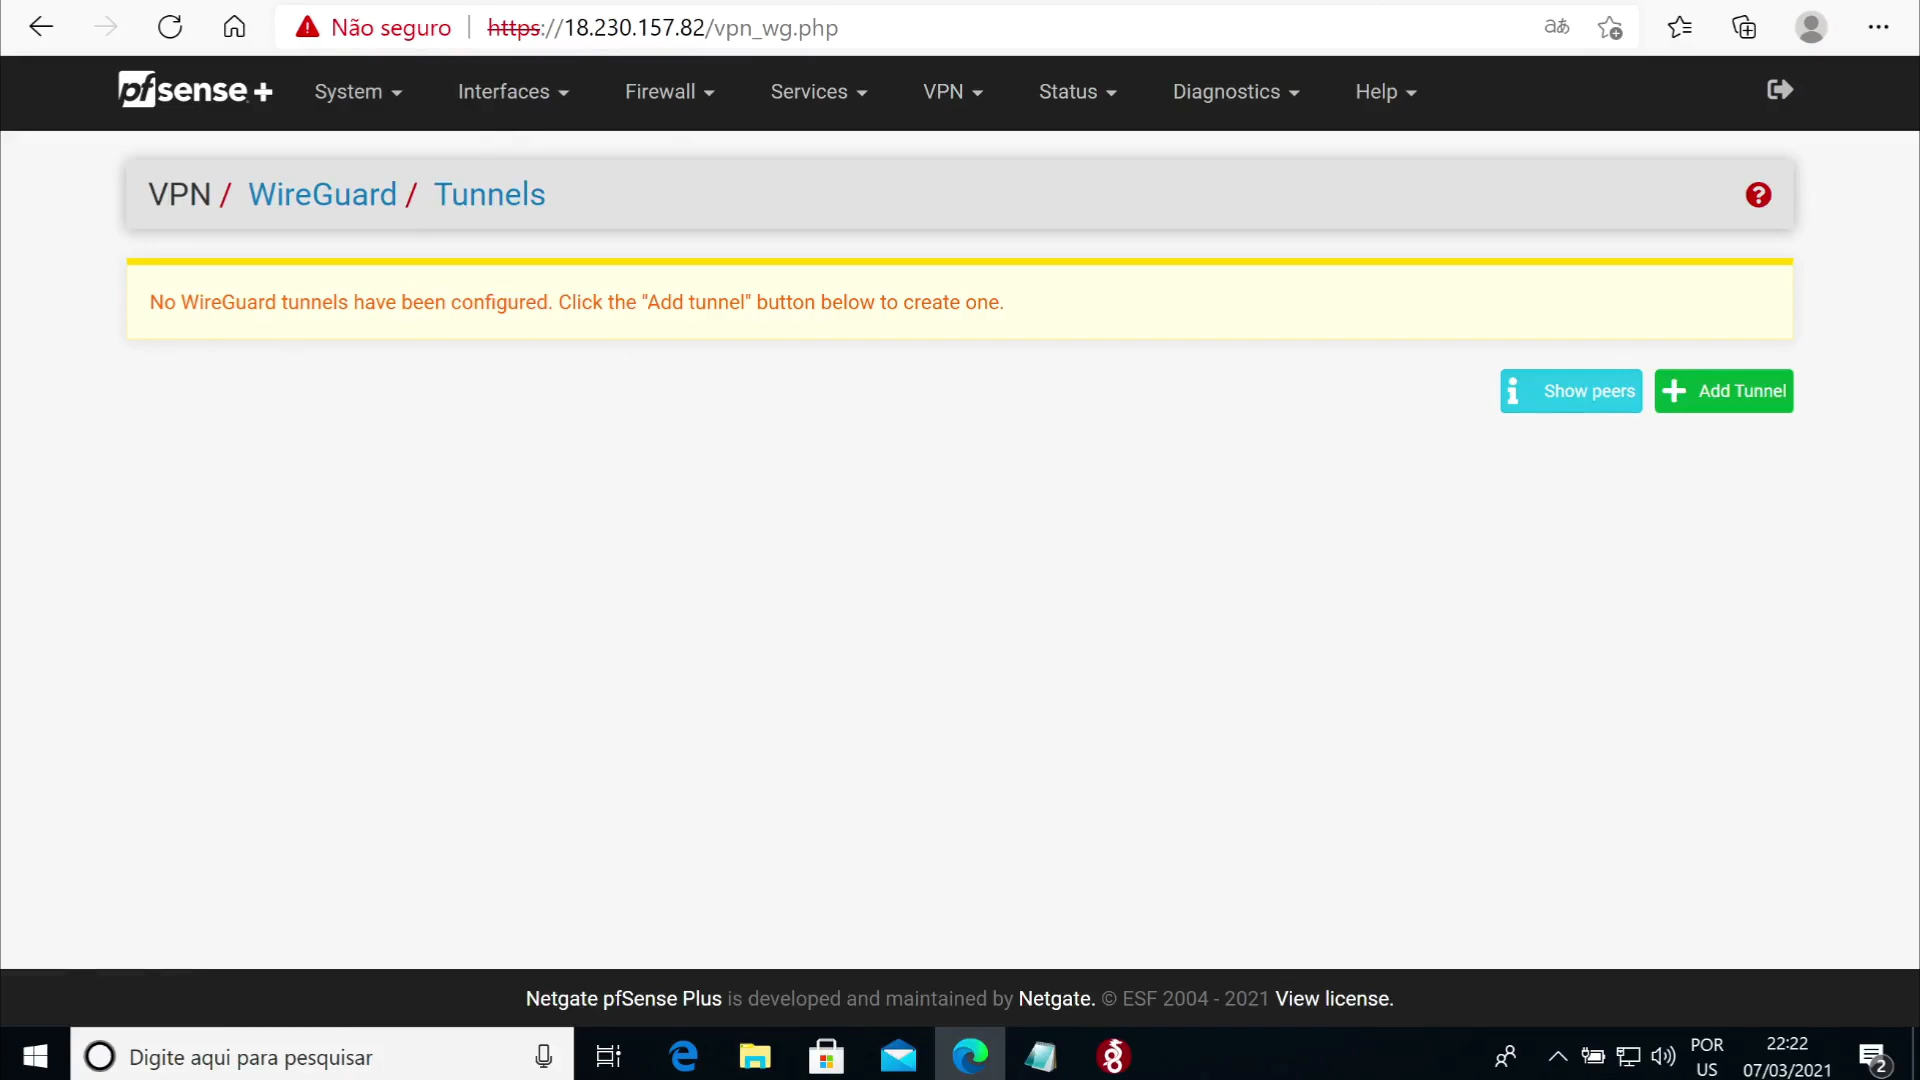 Não seguro https://18.230.157.82/vpn_wg.php aあ
pfsense + System Interfaces Firewall Services VPN Status Diagnostics Help
VPN / WireGuard / Tunnels
No WireGuard tunnels have been configured. Click the "Add tunnel" button below to create one.
Show peers Add Tunnel
Netgate pfSense Plus is developed and maintained by Netgate. © ESF 2004 - 2021 View license.
Digite aqui para pesquisar
POR 22:22
US 07/03/2021 2